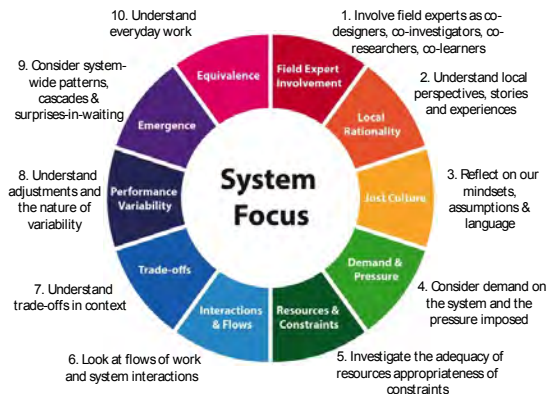 10. Understand
everyday work
1. Involve field experts as co-
designers, co-investigators, co-
researchers, co-learners
9. Consider system-
wide patterns,
cascades &
surprises-in-waiting
2. Understand local
perspectives, stories
and experiences
8. Understand
adjustments and
the nature of
variability
3. Reflect on our
mindsets,
assumptions &
language
7. Understand
trade-offs in context
4. Consider demand on
the system and the
pressure imposed
6. Look at flows of work
and system interactions
5. Investigate the adequacy of
resources appropriateness of
constraints
Equivalence
Field Expert
Involvement
Emergence
Local
Rationality
Performance
Variability
System
Focus
Just Culture
Trade-offs
Demand &
Pressure
Interactions
& Flows
Resources &
Constraints